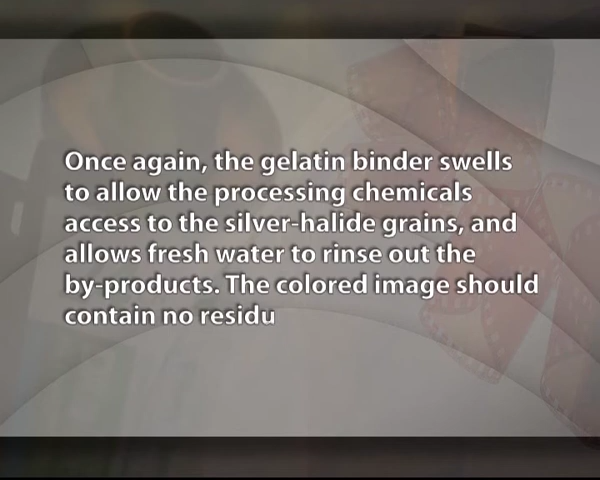 Once again, the gelatin binder swells
to allow the processing chemicals
access to the silver-halide grains, and
allows fresh water to rinse out the
by-products. The colored image should
contain no residu